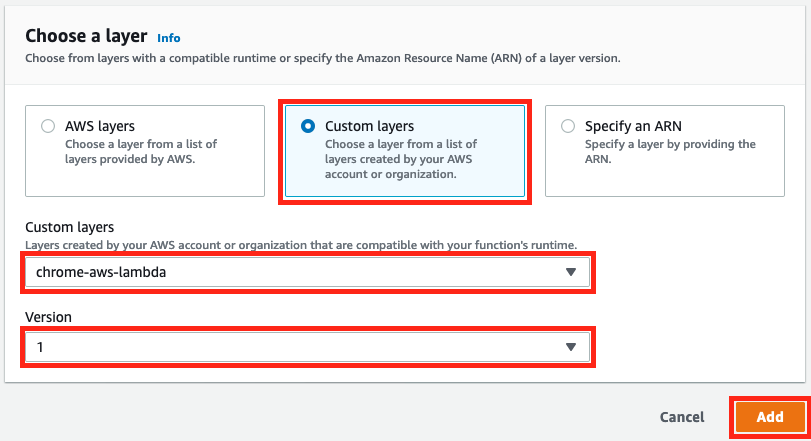 Choose a layer Info
Choose from layers with a compatible runtime or specify the Amazon Resource Name (ARN) of a layer version.
AWS layers
Choose a layer from a list of
layers provided by AWS.
Custom layers
Choose a layer from a list of
layers created by your AWS
account or organization.
Specify an ARN
Specify a layer by providing the
ARN.
Custom layers
Layers created by your AWS account or organization that are compatible with your function's runtime.
chrome-aws-lambda
Version
1
Cancel Add